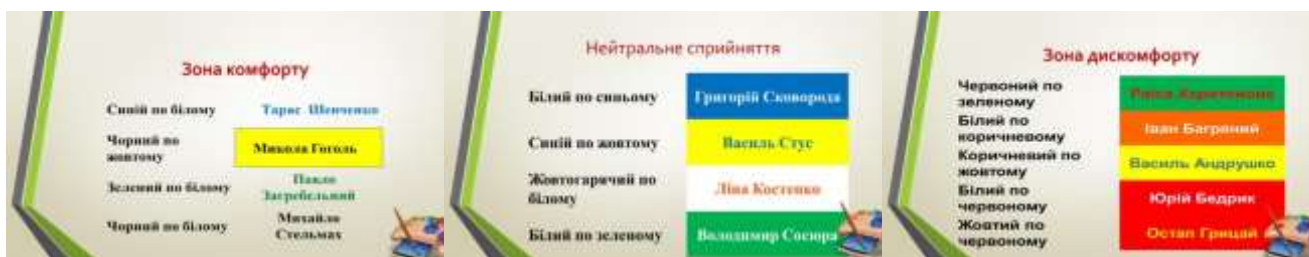 Зона комфорту
Синій по білому
Тарас Шевченко
Чорний по
жовтому
Микола Гоголь
Зелений по білому
Павло
Загребельний
Чорний по білому
Михайло
Стельмах
Нейтральне сприйняття
Білий по синьому
Григорій Сковорода
Синій по жовтому
Василь Стус
Жовтогарячий по
білому
Ліна Костенко
Білий по зеленому
Володимир Сосюра
Зона дискомфорту
Червоний по
зеленому
Білий по
коричневому
Іван Багряний
Коричневий по
жовтому
Василь Андрушко
Білий по
червоному
Юрій Бедрик
Жовтий по
червоному
Остап Грицай